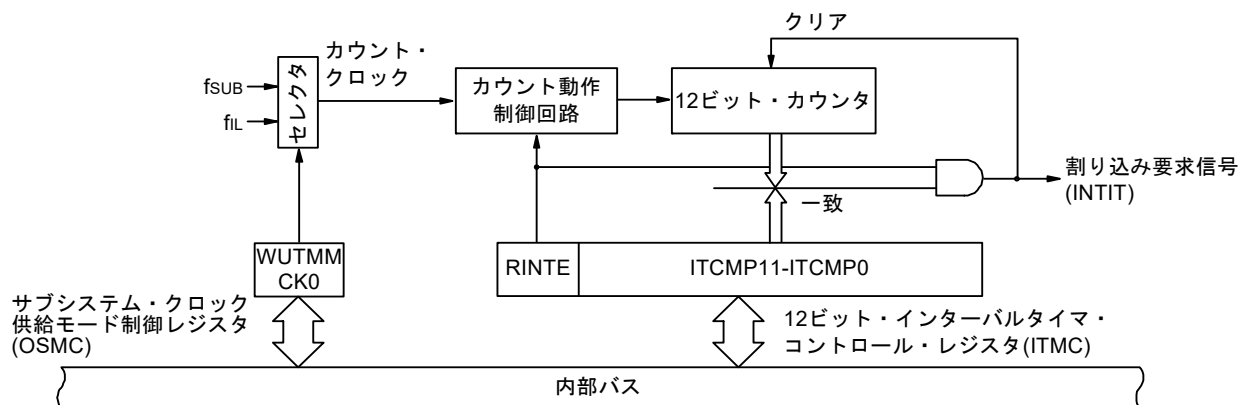 クリア
カウント・
クロック
fSUB
fIL
セレクタ
カウント動作
制御回路
12ビット・カウンタ
割り込み要求信号
(INTIT)
一致
WUTMM
CK0
RINTE
ITCMP11-ITCMP0
サブシステム・クロック
供給モード制御レジスタ
(OSMC)
12ビット・インターバルタイマ・
コントロール・レジスタ(ITMC)
内部バス